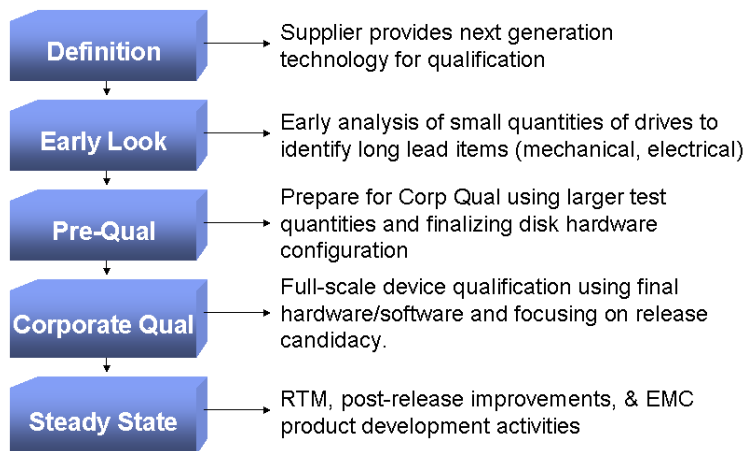 Definition
Supplier provides next generation
technology for qualification
Early Look
Early analysis of small quantities of drives to
identify long lead items (mechanical, electrical)
Pre-Qual
Prepare for Corp Qual using larger test
quantities and finalizing disk hardware
configuration
Corporate Qual
Full-scale device qualification using final
hardware/software and focusing on release
candidacy.
Steady State
RTM, post-release improvements, & EMC
product development activities